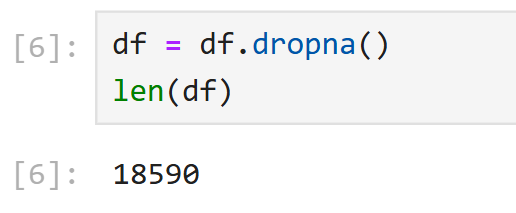 [6]: df = df.dropna()
len(df)
[6]: 18590